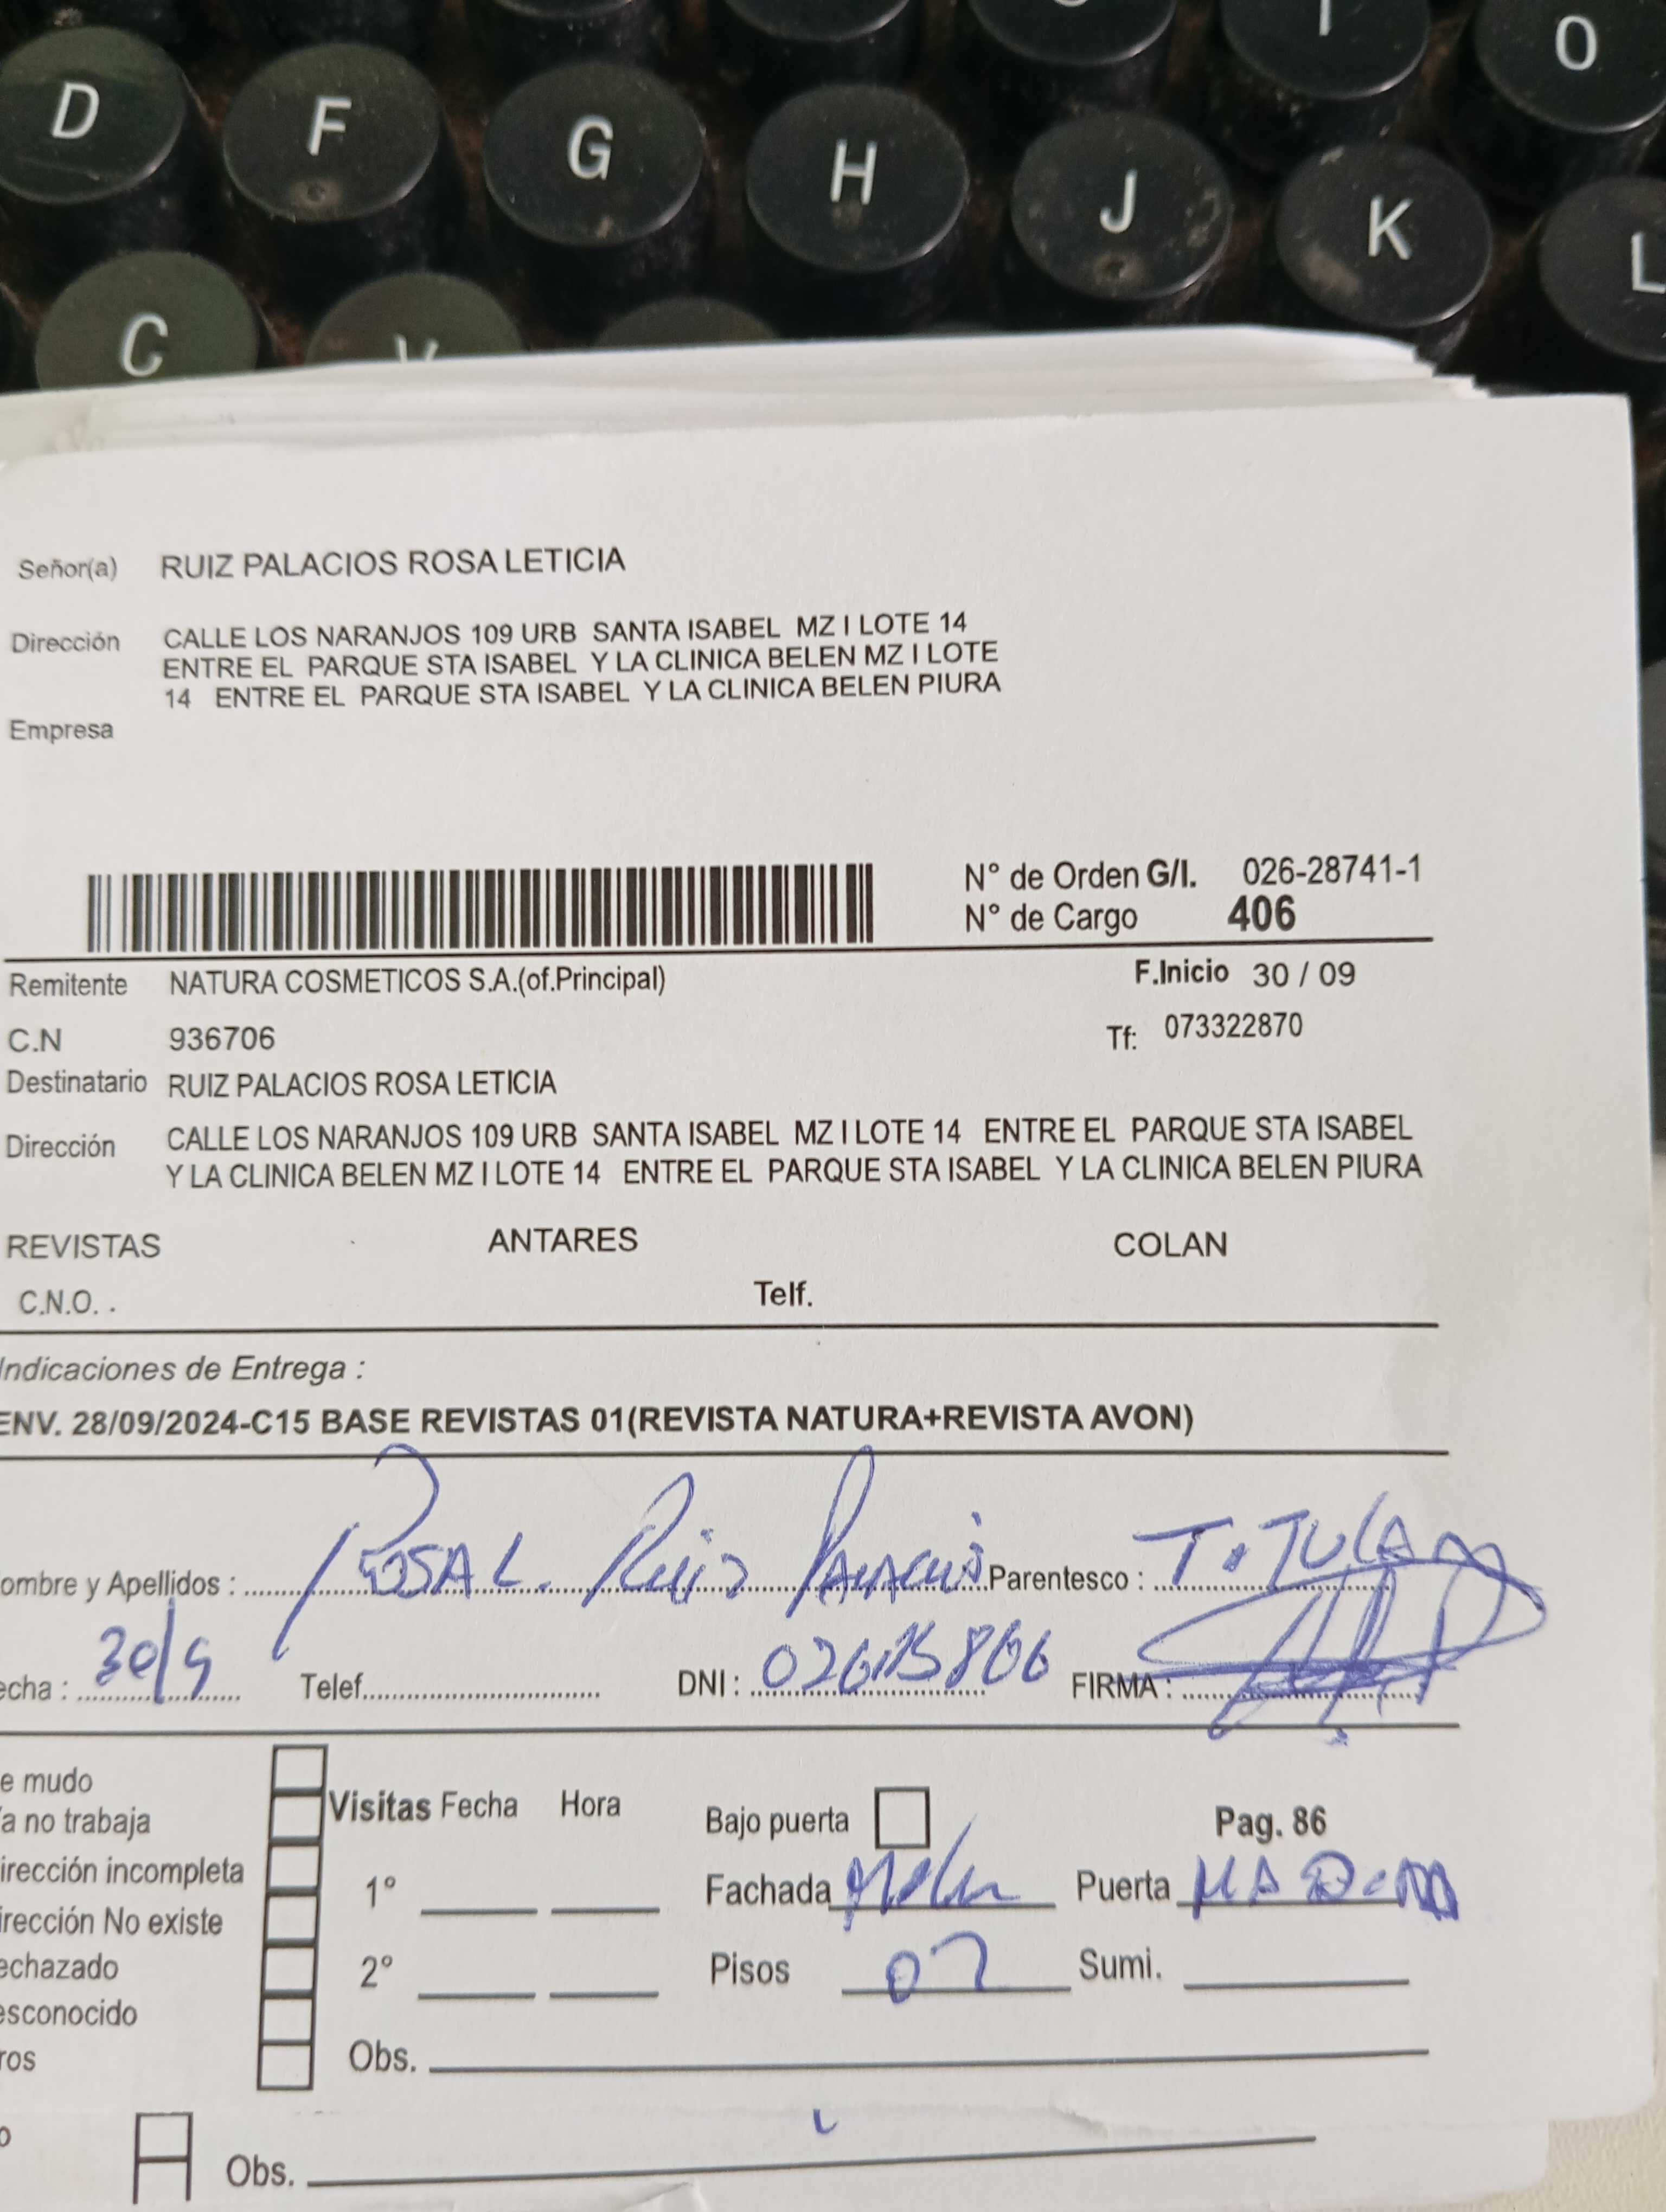 I O
D F G H J K L
C V
Señor(a) RUIZ PALACIOS ROSA LETICIA
Dirección CALLE LOS NARANJOS 109 URB SANTA ISABEL MZ I LOTE 14
ENTRE EL PARQUE STA ISABEL Y LA CLINICA BELEN MZ I LOTE
14 ENTRE EL PARQUE STA ISABEL Y LA CLINICA BELEN PIURA
Empresa
N° de Orden G/I. 026-28741-1
N° de Cargo 406
Remitente NATURA COSMETICOS S.A.(of.Principal) F.Inicio 30 / 09
C.N 936706 Tf: 073322870
Destinatario RUIZ PALACIOS ROSA LETICIA
Dirección CALLE LOS NARANJOS 109 URB SANTA ISABEL MZ I LOTE 14 ENTRE EL PARQUE STA ISABEL
Y LA CLINICA BELEN MZ I LOTE 14 ENTRE EL PARQUE STA ISABEL Y LA CLINICA BELEN PIURA
REVISTAS ANTARES COLAN
C.N.O. . Telf.
Indicaciones de Entrega :
ENV. 28/09/2024-C15 BASE REVISTAS 01(REVISTA NATURA+REVISTA AVON)
ombre y Apellidos : ROSA L. Ruiz Palacios Parentesco : TITULAR
echa : 30/9 Telef. DNI : FIRMA :
e mudo
a no trabaja Visitas Fecha Hora Bajo puerta Pag. 86
irección incompleta 1° Fachada Puerta
irección No existe
echazado 2° Pisos 02 Sumi.
esconocido
ros Obs.
o Obs.